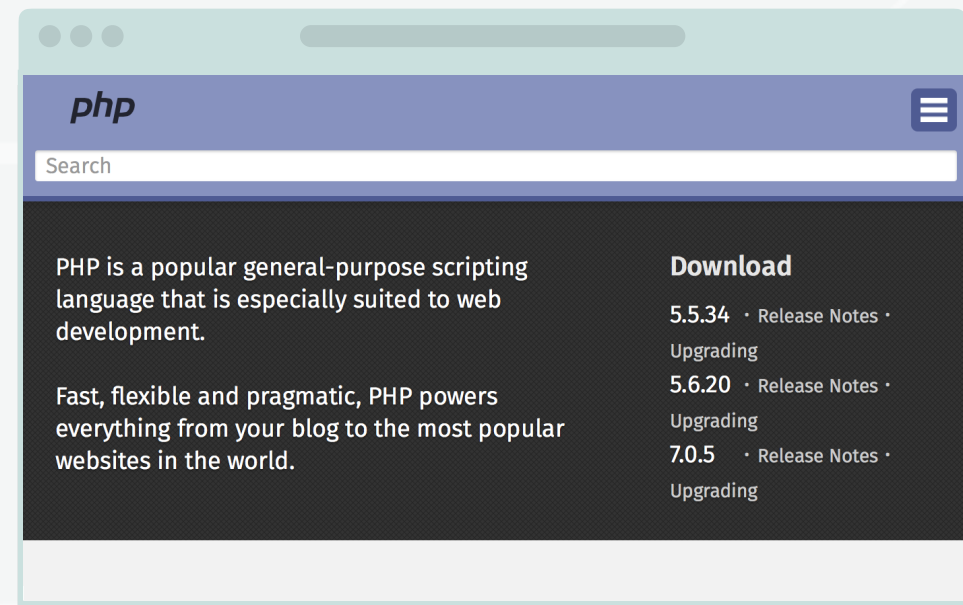 php
Search
PHP is a popular general-purpose scripting
language that is especially suited to web
development.
Fast, flexible and pragmatic, PHP powers
everything from your blog to the most popular
websites in the world.
Download
5.5.34 · Release Notes ·
Upgrading
5.6.20 · Release Notes ·
Upgrading
7.0.5 · Release Notes ·
Upgrading